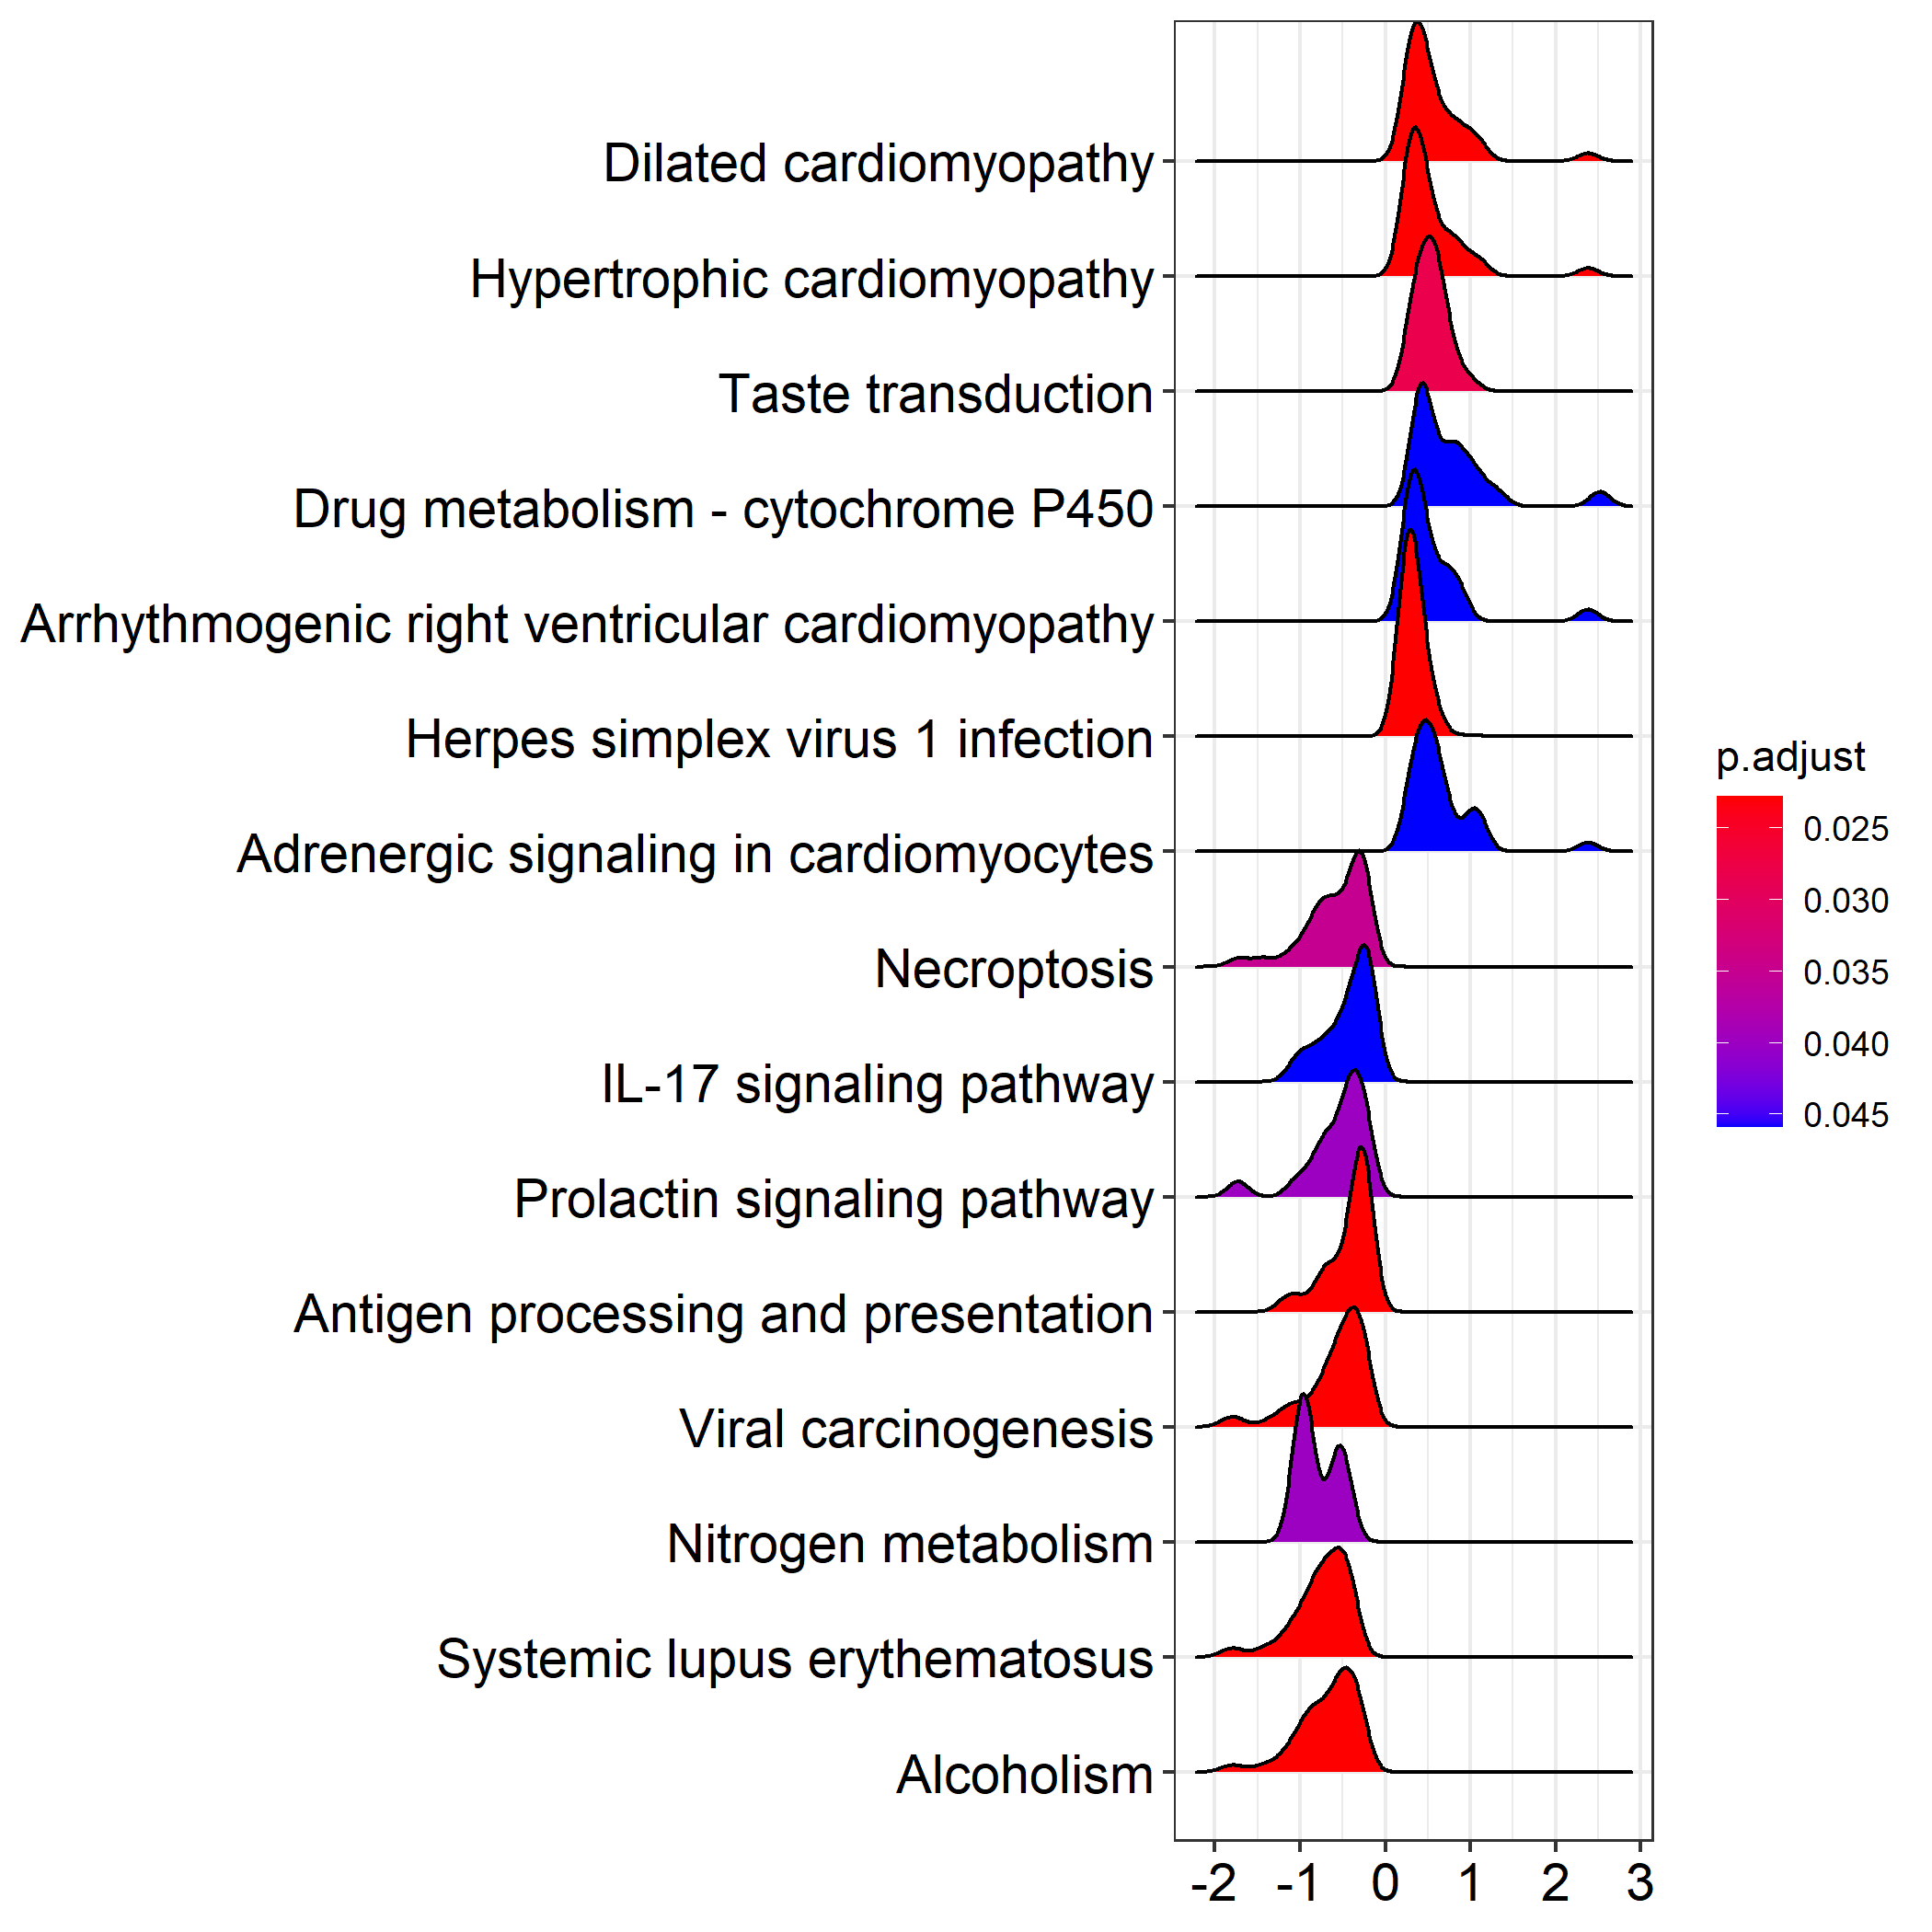 Dilated cardiomyopathy
Hypertrophic cardiomyopathy
Taste transduction
Drug metabolism - cytochrome P450
Arrhythmogenic right ventricular cardiomyopathy
Herpes simplex virus 1 infection
Adrenergic signaling in cardiomyocytes
Necroptosis
IL-17 signaling pathway
Prolactin signaling pathway
Antigen processing and presentation
Viral carcinogenesis
Nitrogen metabolism
Systemic lupus erythematosus
Alcoholism
-2 -1 0 1 2 3
p.adjust
0.025
0.030
0.035
0.040
0.045